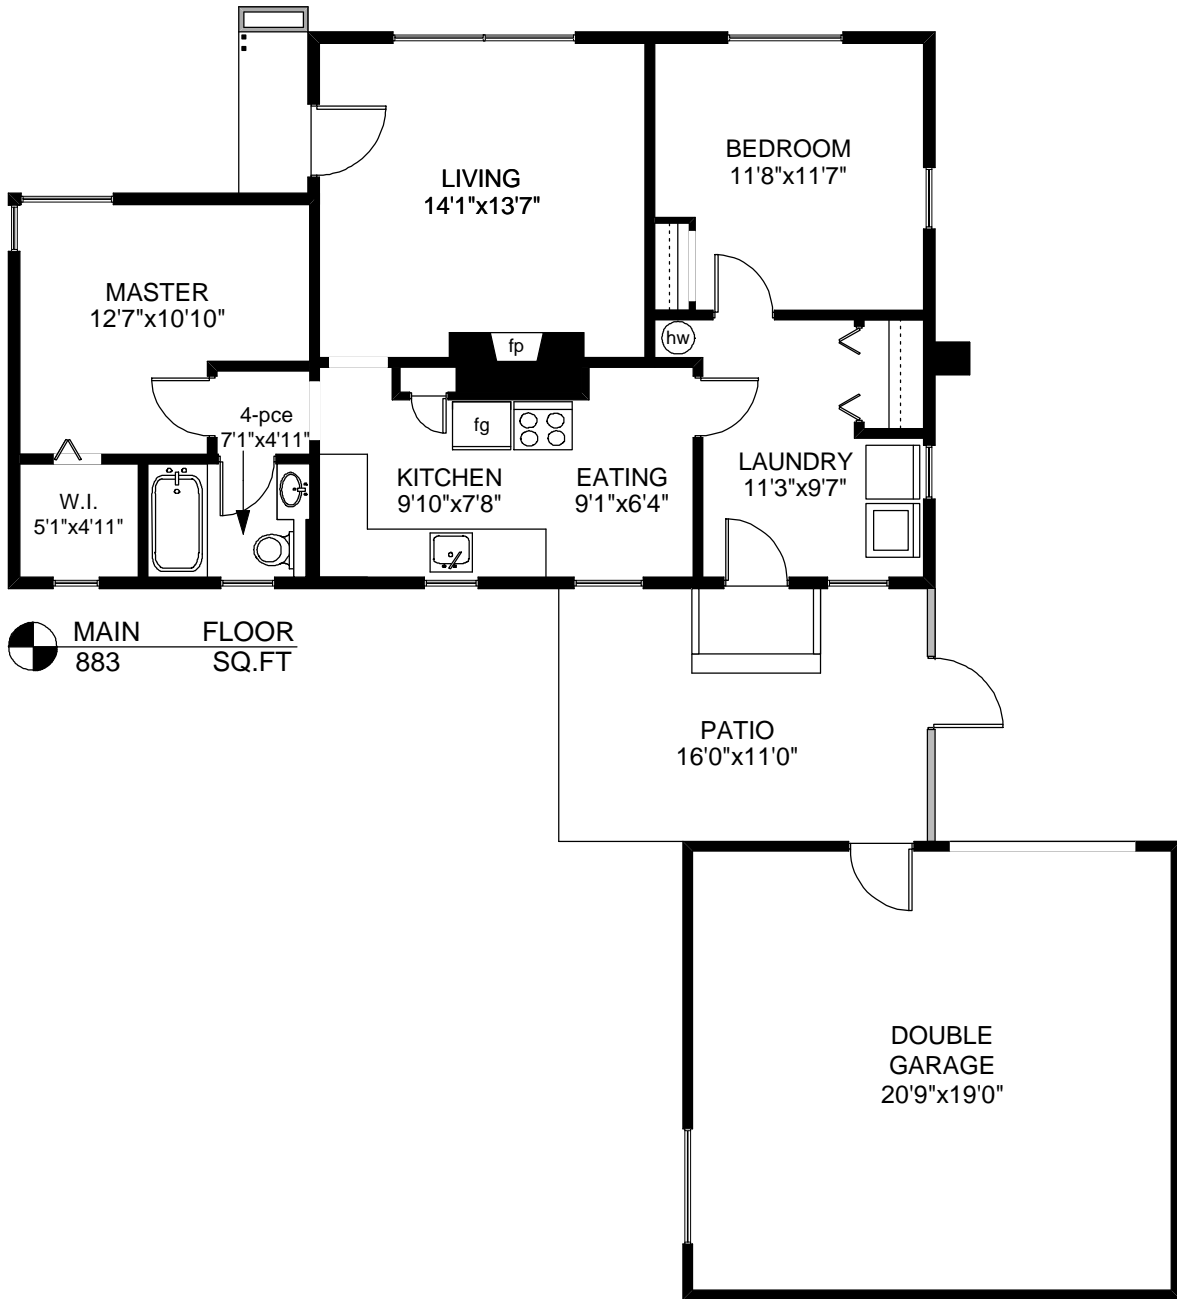 LIVING
14'1"x13'7"
BEDROOM
11'8"x11'7"
MASTER
12'7"x10'10"
fp
hw
4-pce
7'1"x4'11"
fg
KITCHEN
9'10"x7'8"
EATING
9'1"x6'4"
LAUNDRY
11'3"x9'7"
W.I.
5'1"x4'11"
MAIN FLOOR
883 SQ.FT
PATIO
16'0"x11'0"
DOUBLE
GARAGE
20'9"x19'0"